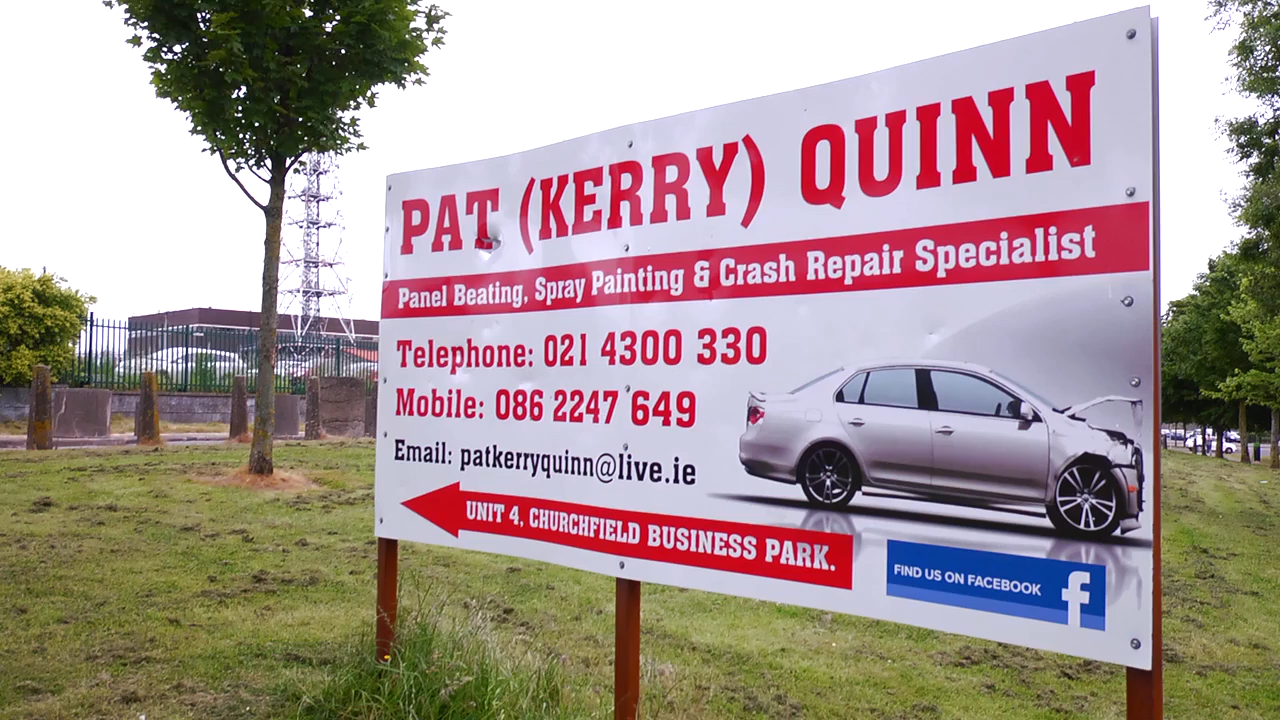 PAT (KERRY) QUINN
Panel Beating, Spray Painting & Crash Repair Specialist
Telephone: 021 4300 330
Mobile: 086 2247 649
Email: patkerryquinn@live.ie
UNIT 4, CHURCHFIELD BUSINESS PARK.
FIND US ON FACEBOOK f